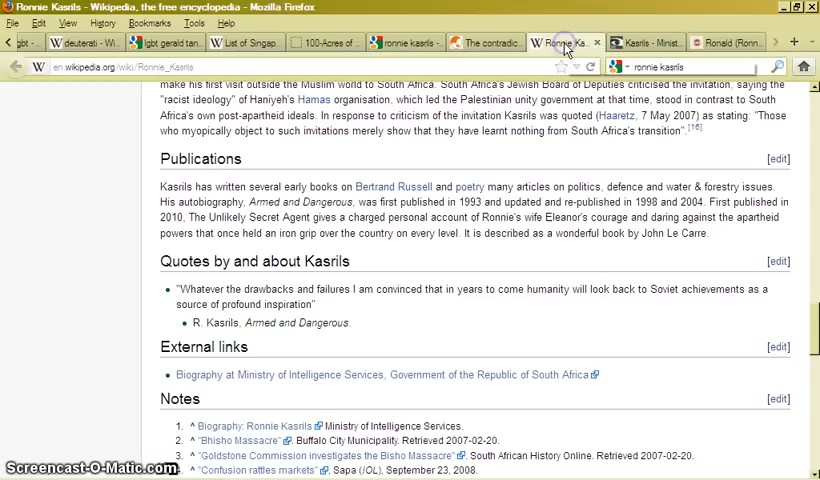 Ronnie Kasrils - Wikipedia, the free encyclopedia - Mozilla Firefox
File Edit View History Bookmarks Tools Help
lgbt - ... deuterati - Wi... lgbt gerald tan... List of Singap... 100-Acres of ... ronnie kasrils -... The contradic... Ronnie Ka... Kasrils - Minist... Ronald (Ronn...
en.wikipedia.org/wiki/Ronnie_Kasrils ronnie kasrils
make his first visit outside the Muslim world to South Africa. South Africa's Jewish Board of Deputies criticised the invitation, saying the
"racist ideology" of Haniyeh's Hamas organisation, which led the Palestinian unity government at that time, stood in contrast to South
Africa's own post-apartheid ideals. In response to criticism of the invitation Kasrils was quoted (Haaretz, 7 May 2007) as stating: "Those
who myopically object to such invitations merely show that they have learnt nothing from South Africa's transition".[16]
Publications [edit]
Kasrils has written several early books on Bertrand Russell and poetry many articles on politics, defence and water & forestry issues.
His autobiography, Armed and Dangerous, was first published in 1993 and updated and re-published in 1998 and 2004. First published in
2010, The Unlikely Secret Agent gives a charged personal account of Ronnie's wife Eleanor's courage and daring against the apartheid
powers that once held an iron grip over the country on every level. It is described as a wonderful book by John Le Carre.
Quotes by and about Kasrils [edit]
"Whatever the drawbacks and failures I am convinced that in years to come humanity will look back to Soviet achievements as a
source of profound inspiration"
R. Kasrils, Armed and Dangerous.
External links [edit]
Biography at Ministry of Intelligence Services, Government of the Republic of South Africa
Notes [edit]
1. ^ Biography: Ronnie Kasrils Ministry of Intelligence Services.
2. ^ "Bhisho Massacre". Buffalo City Municipality. Retrieved 2007-02-20.
3. ^ "Goldstone Commission investigates the Bisho Massacre". South African History Online. Retrieved 2007-02-20.
^ "Confusion rattles markets", Sapa (IOL), September 23, 2008.
Screencast-O-Matic.com